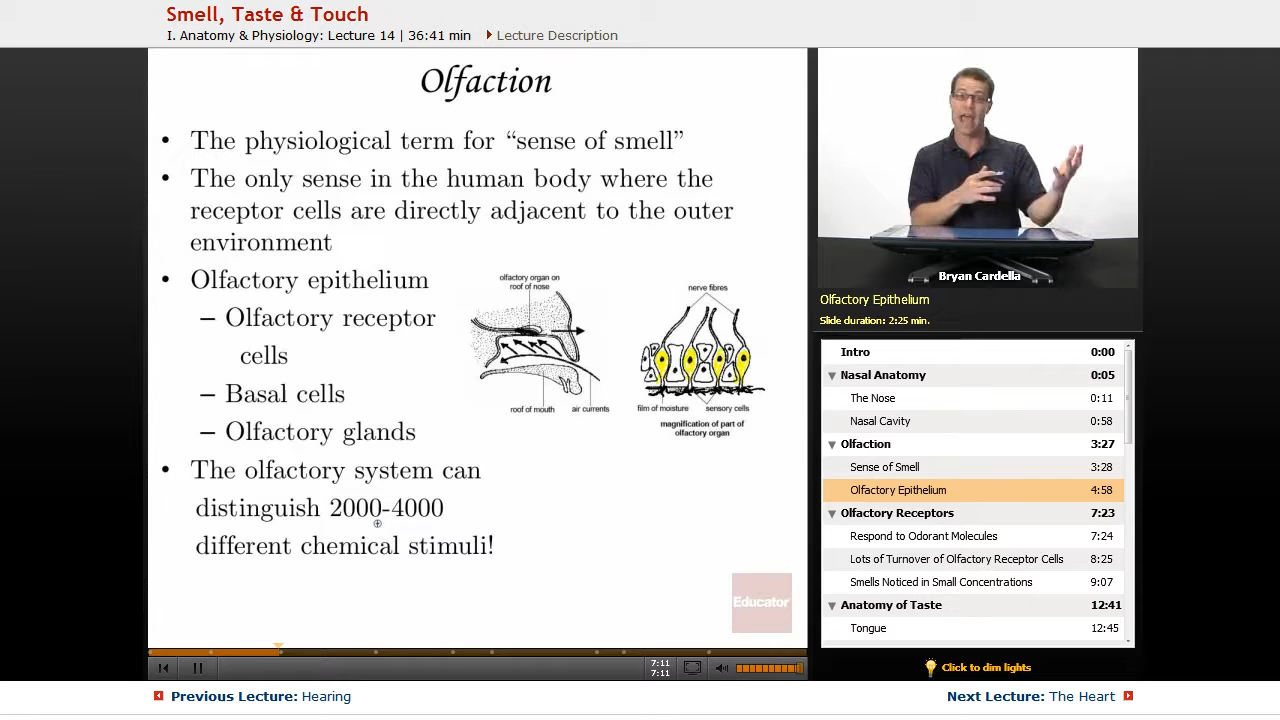 Smell, Taste & Touch
I. Anatomy & Physiology: Lecture 14 | 36:41 min Lecture Description
Olfaction
• The physiological term for “sense of smell”
• The only sense in the human body where the
receptor cells are directly adjacent to the outer
environment
• Olfactory epithelium
– Olfactory receptor
cells
– Basal cells
– Olfactory glands
• The olfactory system can
distinguish 2000-4000
different chemical stimuli!
olfactory organ on
roof of nose
roof of mouth
air currents
nerve fibres
film of moisture
sensory cells
magnification of part of
olfactory organ
Educator
7:11
7:11
Bryan Cardella
Olfactory Epithelium
Slide duration: 2:25 min.
Intro 0:00
Nasal Anatomy 0:05
The Nose 0:11
Nasal Cavity 0:58
Olfaction 3:27
Sense of Smell 3:28
Olfactory Epithelium 4:58
Olfactory Receptors 7:23
Respond to Odorant Molecules 7:24
Lots of Turnover of Olfactory Receptor Cells 8:25
Smells Noticed in Small Concentrations 9:07
Anatomy of Taste 12:41
Tongue 12:45
Click to dim lights
Previous Lecture: Hearing
Next Lecture: The Heart